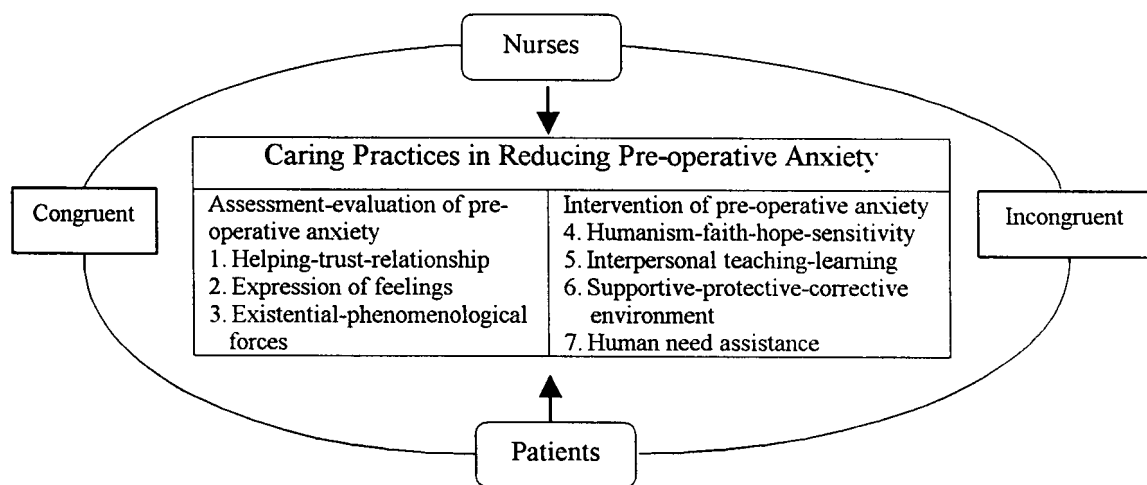 Nurses
Caring Practices in Reducing Pre-operative Anxiety
Congruent
Assessment-evaluation of pre-
operative anxiety
1. Helping-trust-relationship
2. Expression of feelings
3. Existential-phenomenological
forces
Intervention of pre-operative anxiety
4. Humanism-faith-hope-sensitivity
5. Interpersonal teaching-learning
6. Supportive-protective-corrective
environment
7. Human need assistance
Incongruent
Patients